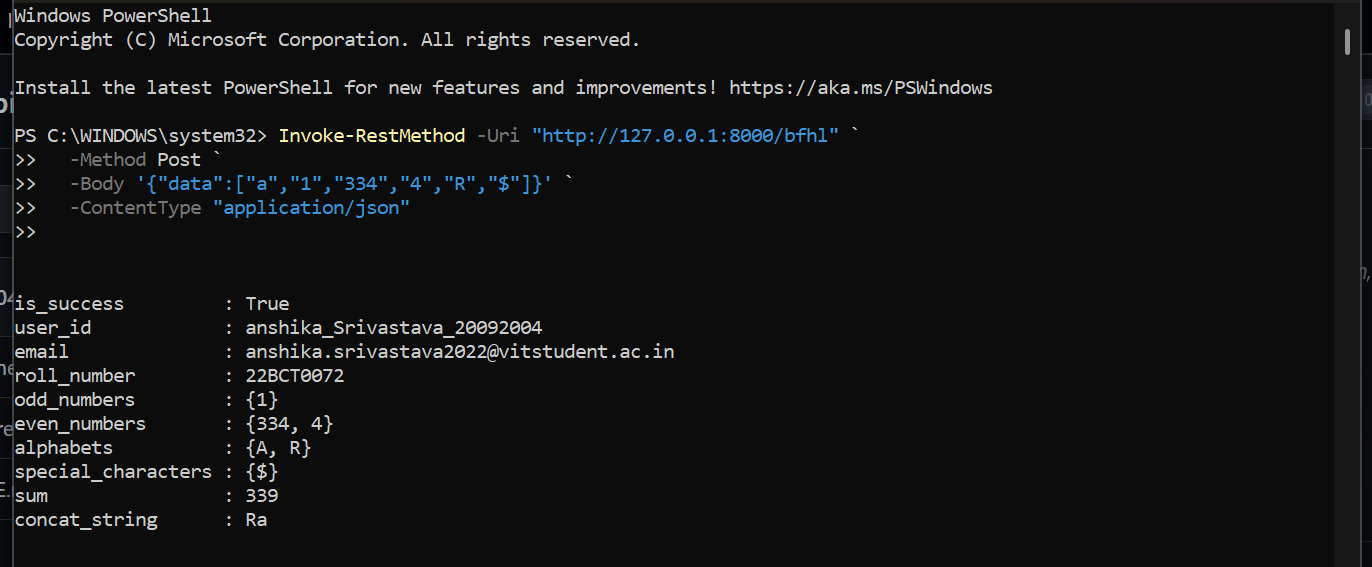 Windows PowerShell
Copyright (C) Microsoft Corporation. All rights reserved.
Install the latest PowerShell for new features and improvements! https://aka.ms/PSWindows
PS C:\WINDOWS\system32> Invoke-RestMethod -Uri "http://127.0.0.1:8000/bfhl" `
>>   -Method Post `
>>   -Body '{"data":["a","1","334","4","R","$"]}' `
>>   -ContentType "application/json"
>>
is_success         : True
user_id            : anshika_Srivastava_20092004
email              : anshika.srivastava2022@vitstudent.ac.in
roll_number        : 22BCT0072
odd_numbers        : {1}
even_numbers       : {334, 4}
alphabets          : {A, R}
special_characters : {$}
sum                : 339
concat_string      : Ra